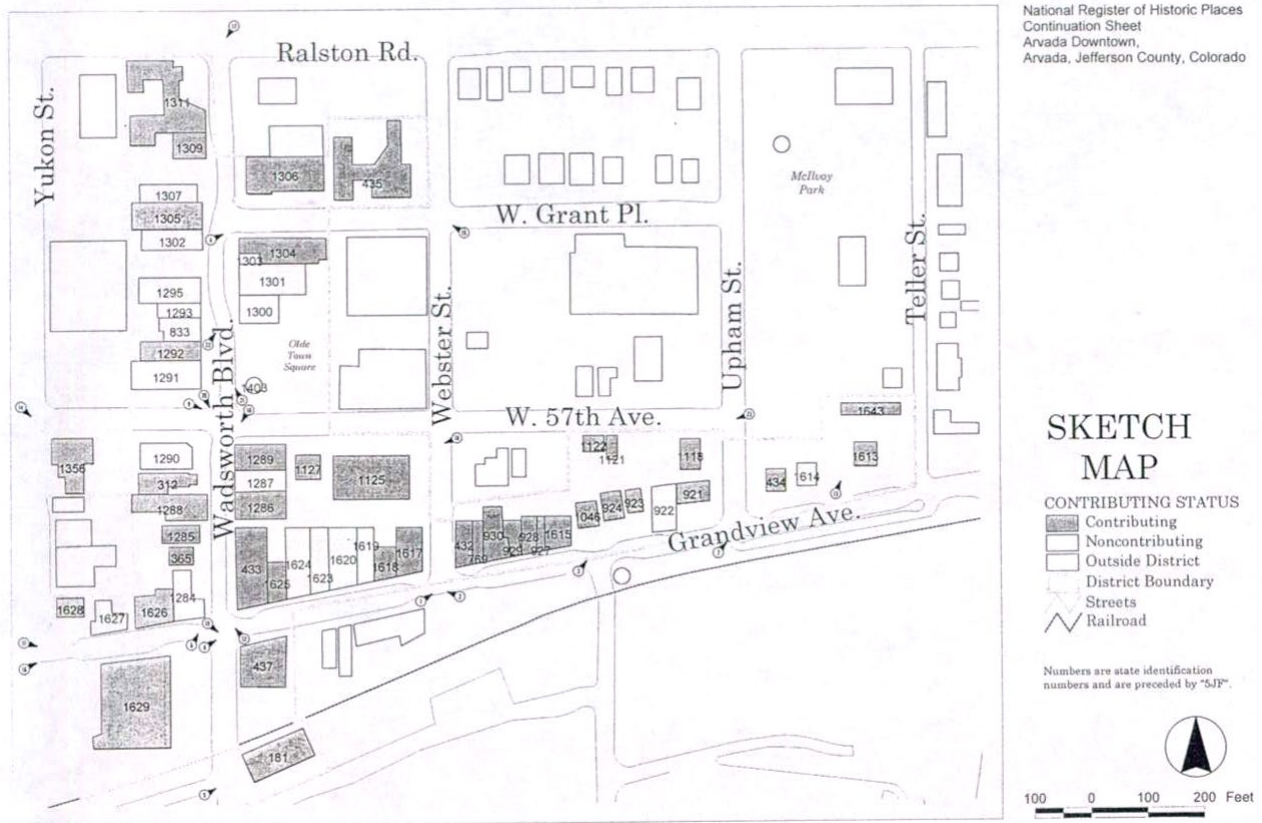 National Register of Historic Places
Continuation Sheet
Arvada Downtown,
Arvada, Jefferson County, Colorado
Ralston Rd.
Yukon St.
1311
1309
1306
435
McIlvoy
Park
1307
1305
1302
W. Grant Pl.
1304
1303
1301
1300
1295
1293
833
1292
1291
Olde
Town
Square
1403
Wadsworth Blvd.
Webster St.
Upham St.
Teller St.
W. 57th Ave.
1643
1356
1290
312
1288
1289
1287
1286
1127
1125
1122
1121
1613
434
1614
1285
365
1284
433
1625
1624
1623
1620
1619
1618
1617
432
769
930
929
928
927
1615
1046
924
923
922
921
Grandview Ave.
1628
1627
1626
437
1629
181
SKETCH
MAP
CONTRIBUTING STATUS
Contributing
Noncontributing
Outside District
District Boundary
Streets
Railroad
Numbers are state identification
numbers and are preceded by "5JF".
100 0 100 200 Feet